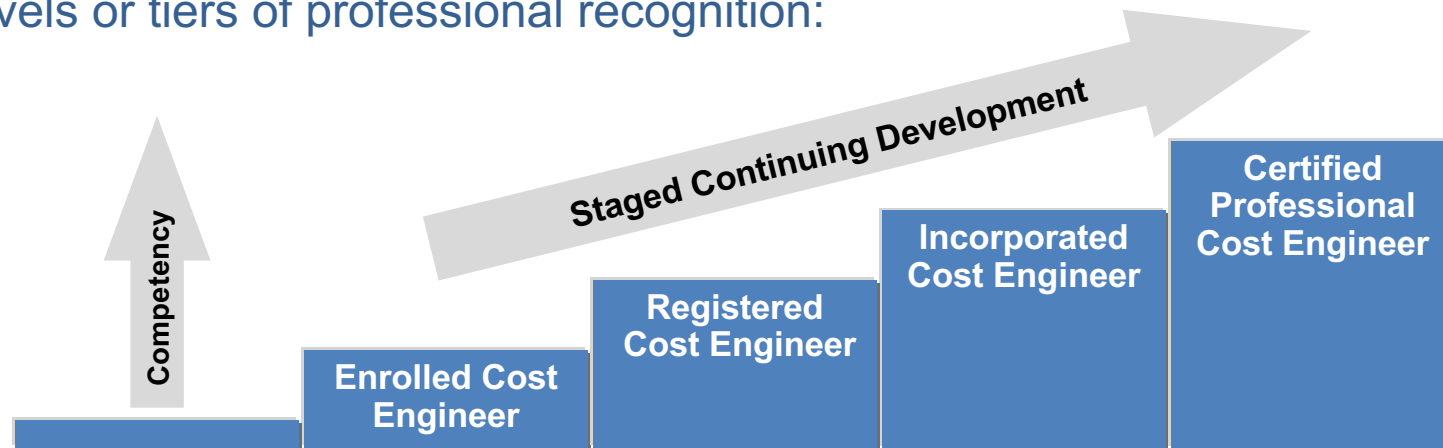 vels or tiers of professional recognition:
Staged Continuing Development
Competency
Certified
Professional
Cost Engineer
Incorporated
Cost Engineer
Registered
Cost Engineer
Enrolled Cost
Engineer